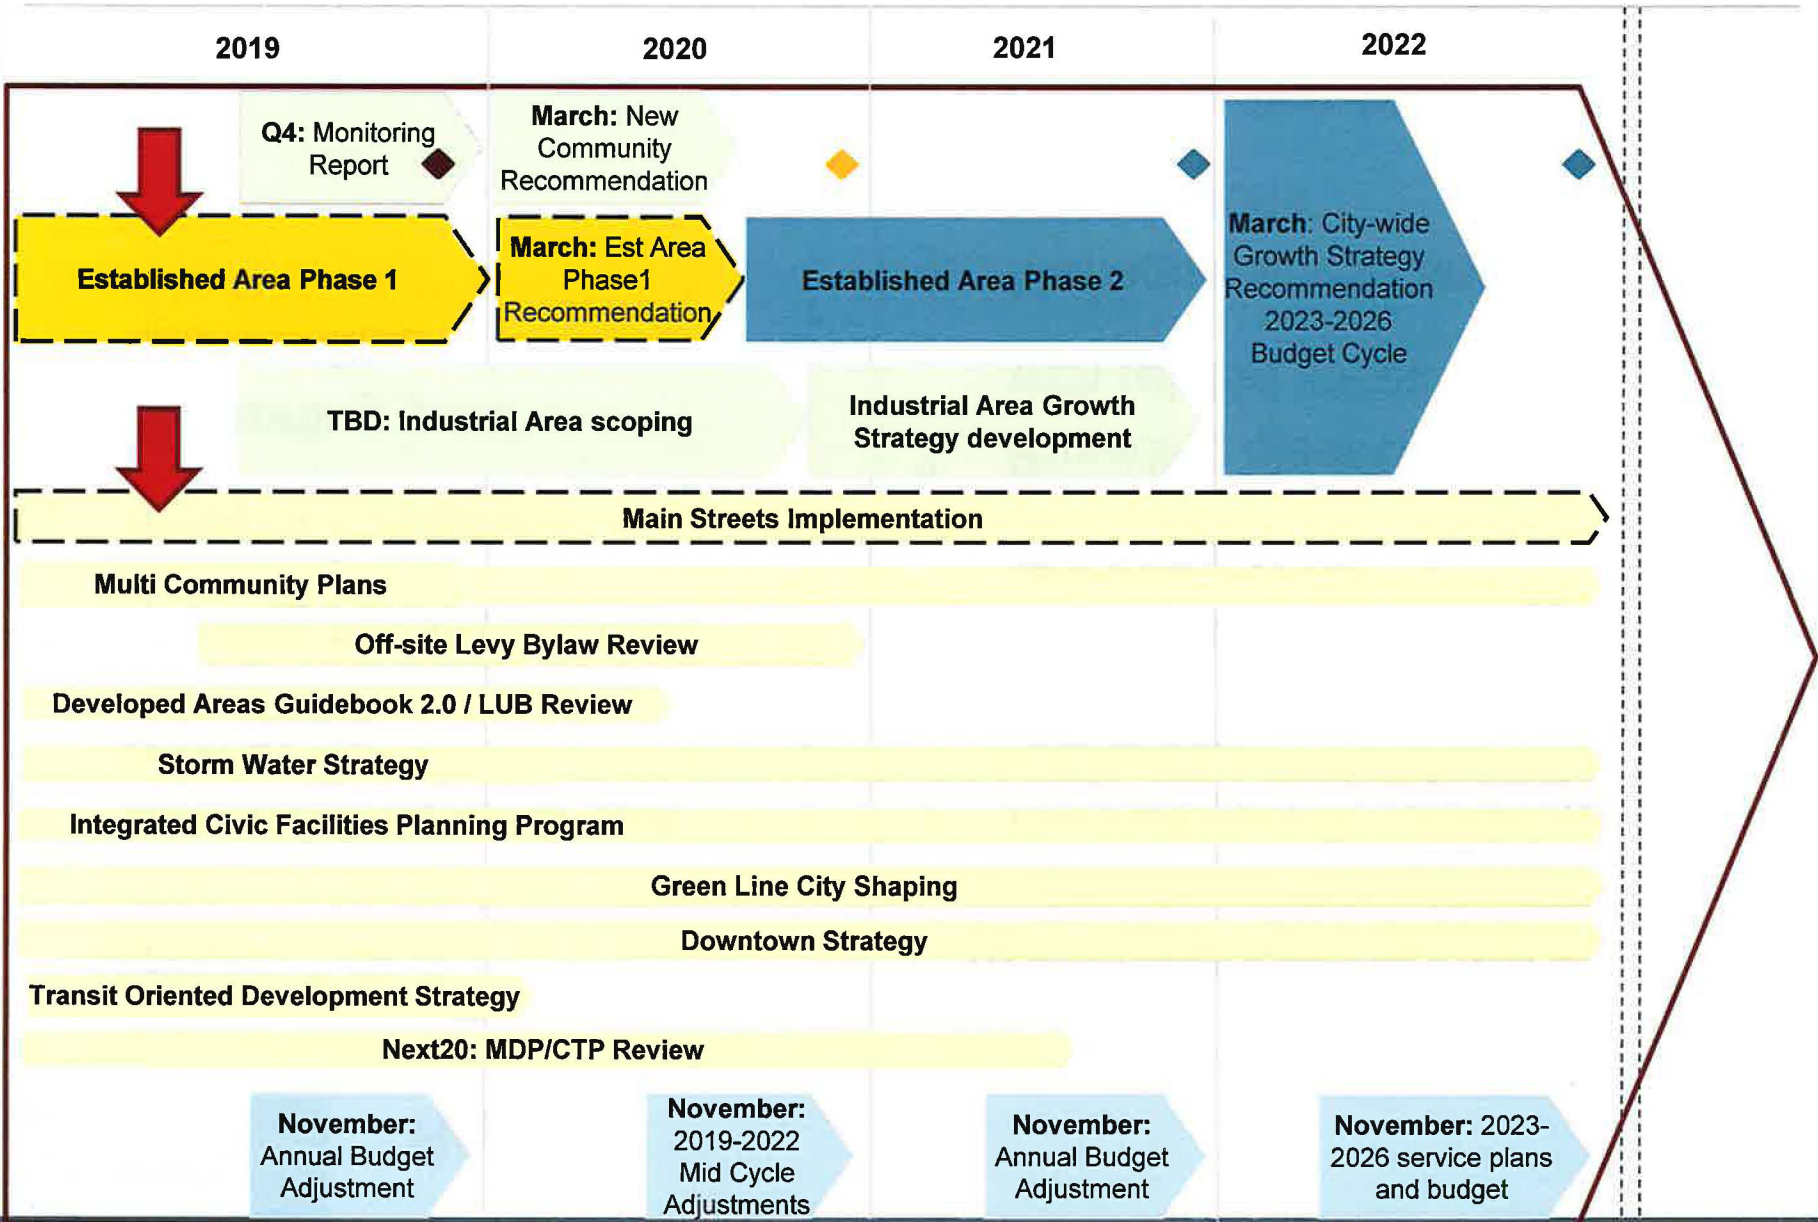 2019
2020
2021
2022
Q4: Monitoring
Report
March: New
Community
Recommendation
March: City-wide
Growth Strategy
Recommendation
2023-2026
Budget Cycle
Established Area Phase 1
March: Est Area
Phase1
Recommendation
Established Area Phase 2
TBD: Industrial Area scoping
Industrial Area Growth
Strategy development
Main Streets Implementation
Multi Community Plans
Off-site Levy Bylaw Review
Developed Areas Guidebook 2.0 / LUB Review
Storm Water Strategy
Integrated Civic Facilities Planning Program
Green Line City Shaping
Downtown Strategy
Transit Oriented Development Strategy
Next20: MDP/CTP Review
November:
Annual Budget
Adjustment
November:
2019-2022
Mid Cycle
Adjustments
November:
Annual Budget
Adjustment
November: 2023-
2026 service plans
and budget